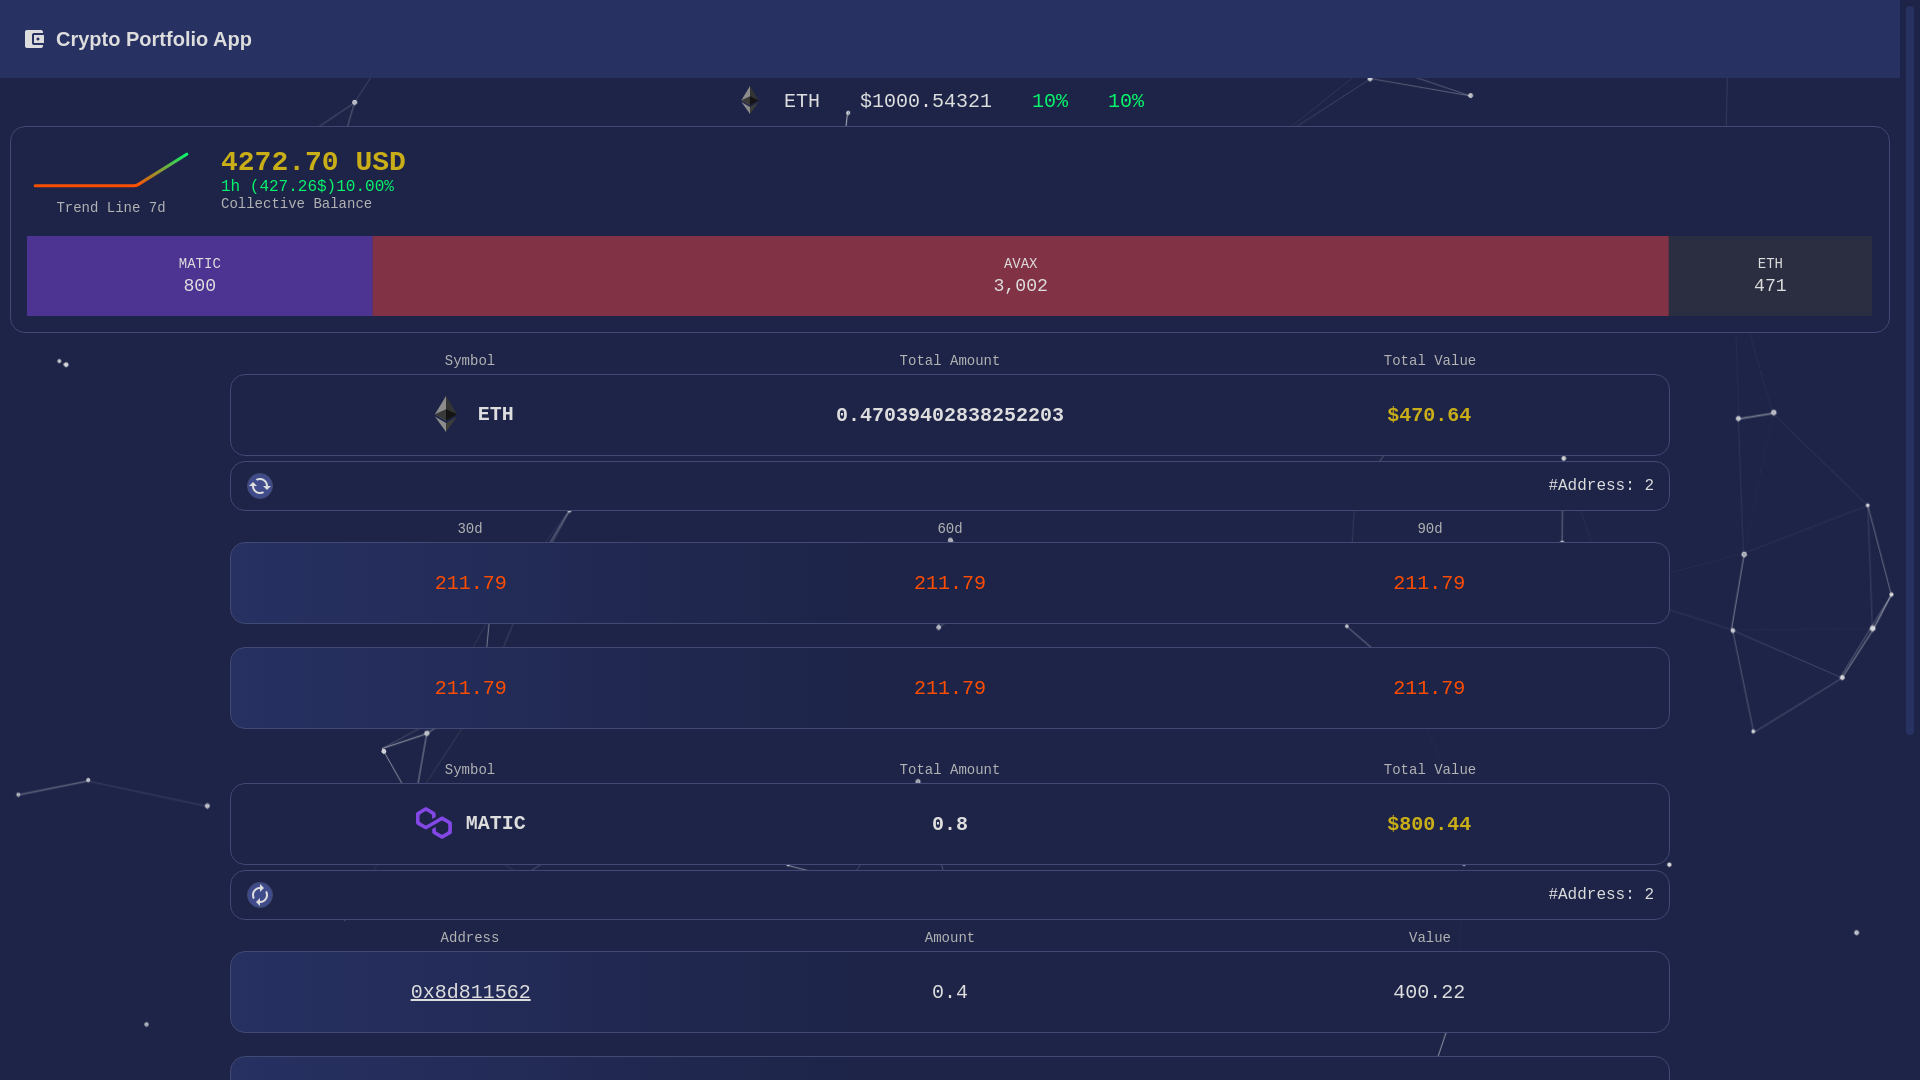 Crypto Portfolio App
ETH $1000.54321 10% 10%
4272.70 USD
1h (427.26$)10.00%
Collective Balance
Trend Line 7d
MATIC
800
AVAX
3,002
ETH
471
Symbol Total Amount Total Value
ETH 0.47039402838252203 $470.64
#Address: 2
30d 60d 90d
211.79 211.79 211.79
211.79 211.79 211.79
Symbol Total Amount Total Value
MATIC 0.8 $800.44
#Address: 2
Address Amount Value
0x8d811562 0.4 400.22